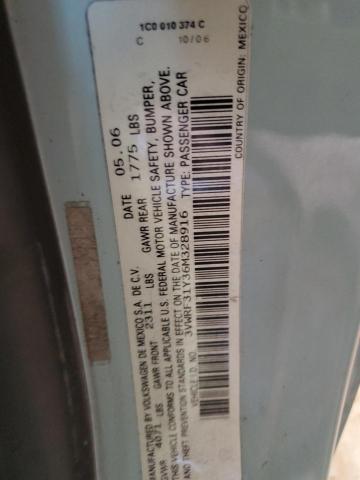 MANUFACTURED BY VOLKSWAGEN DE MEXICO S.A. DE C.V. DATE 05.06
GVWR 4071 LBS GAWR FRONT 2311 LBS GAWR REAR 1775 LBS
THIS VEHICLE CONFORMS TO ALL APPLICABLE U.S. FEDERAL MOTOR VEHICLE SAFETY, BUMPER,
AND THEFT PREVENTION STANDARDS IN EFFECT ON THE DATE OF MANUFACTURE SHOWN ABOVE.
VEHICLE I.D. NO. 3VWRF31Y36M328916 TYPE: PASSENGER CAR
COUNTRY OF ORIGIN: MEXICO
1C0 010 374 C
C 10/06